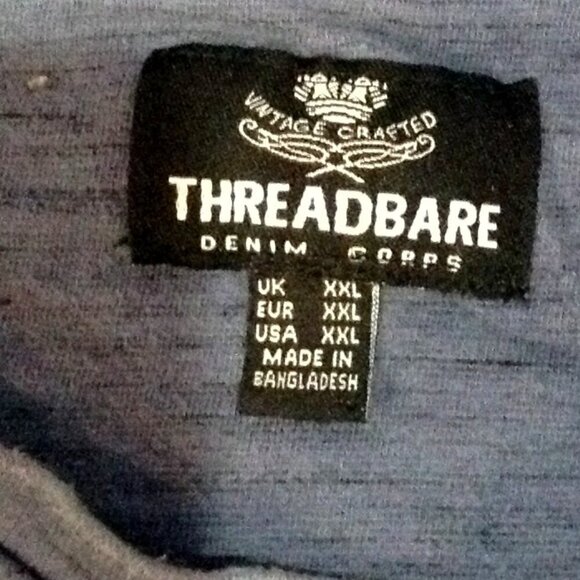 VINTAGE CRAFTED
THREADBARE
DENIM CORPS
UK XXL
EUR XXL
USA XXL
MADE IN
BANGLADESH